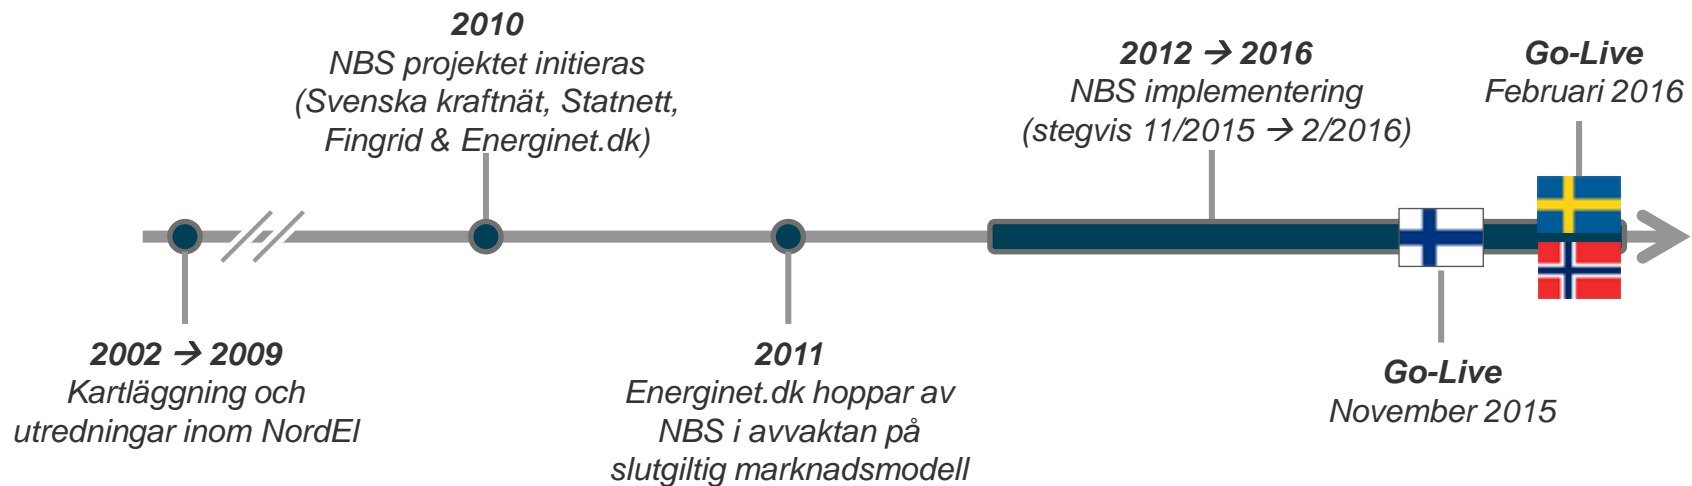 2010
NBS projektet initieras
(Svenska kraftnät, Statnett,
Fingrid & Energinet.dk)
2012 → 2016
NBS implementering
(stegvis 11/2015 → 2/2016)
Go-Live
Februari 2016
2002 → 2009
Kartläggning och
utredningar inom NordEl
2011
Energinet.dk hoppar av
NBS i avvaktan på
slutgiltig marknadsmodell
Go-Live
November 2015